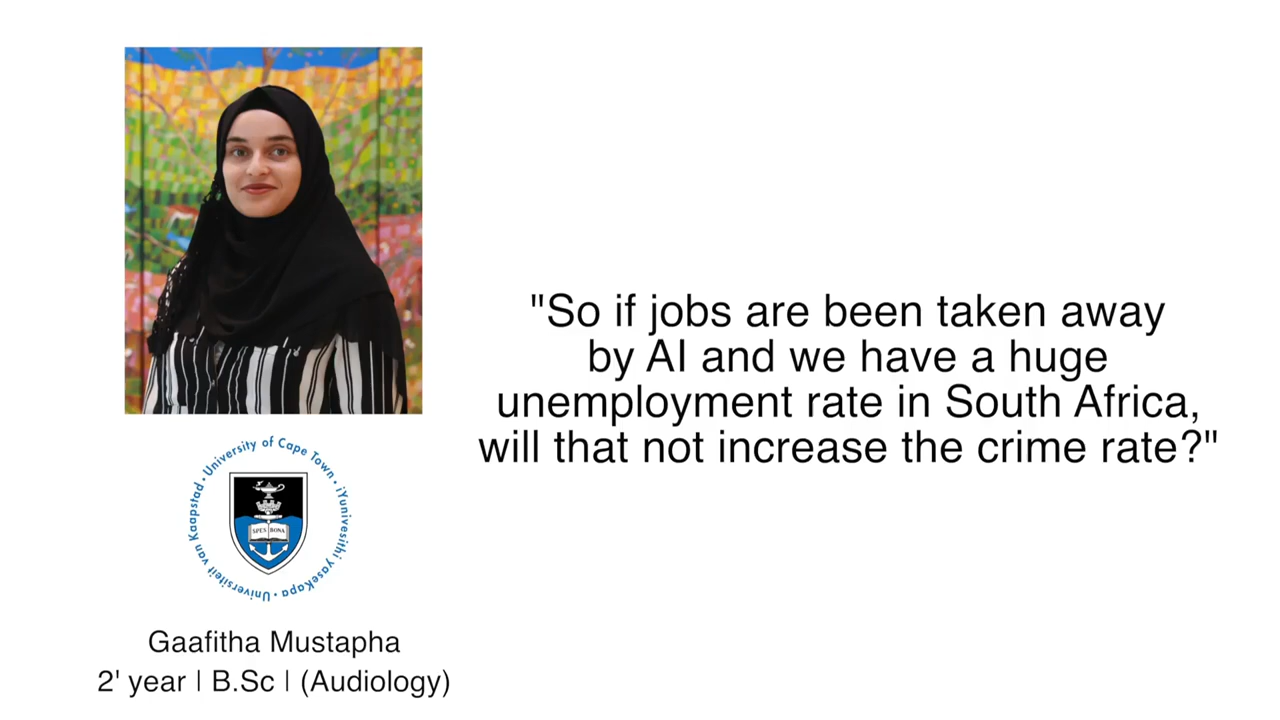 "So if jobs are been taken away
by AI and we have a huge
unemployment rate in South Africa,
will that not increase the crime rate?"
University of Cape Town · iYunivesithi yaseKapa · Universiteit van Kaapstad ·
SPES BONA
Gaafitha Mustapha
2' year | B.Sc | (Audiology)